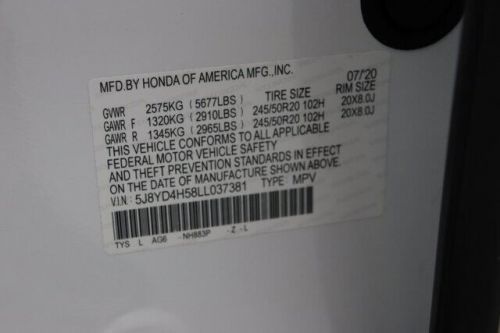 MFD.BY HONDA OF AMERICA MFG.,INC. 07/'20
GVWR 2575KG (5677LBS) TIRE SIZE RIM SIZE
GAWR F 1320KG (2910LBS) 245/50R20 102H 20X8.0J
GAWR R 1345KG (2965LBS) 245/50R20 102H 20X8.0J
THIS VEHICLE CONFORMS TO ALL APPLICABLE
FEDERAL MOTOR VEHICLE SAFETY
AND THEFT PREVENTION STANDARDS IN EFFECT
ON THE DATE OF MANUFACTURE SHOWN ABOVE.
V.I.N: 5J8YD4H58LL037381 TYPE MPV
TYS L AG6 -NH883P -Z-L